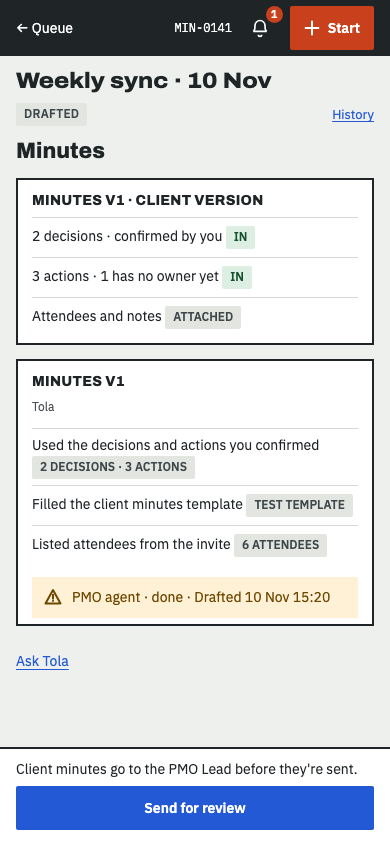 ← Queue
MIN-0141
1
+ Start
Weekly sync · 10 Nov
DRAFTED
History
Minutes
MINUTES V1 · CLIENT VERSION
2 decisions · confirmed by you IN
3 actions · 1 has no owner yet IN
Attendees and notes ATTACHED
MINUTES V1
Tola
Used the decisions and actions you confirmed
2 DECISIONS · 3 ACTIONS
Filled the client minutes template TEST TEMPLATE
Listed attendees from the invite 6 ATTENDEES
PMO agent · done · Drafted 10 Nov 15:20
Ask Tola
Client minutes go to the PMO Lead before they're sent.
Send for review